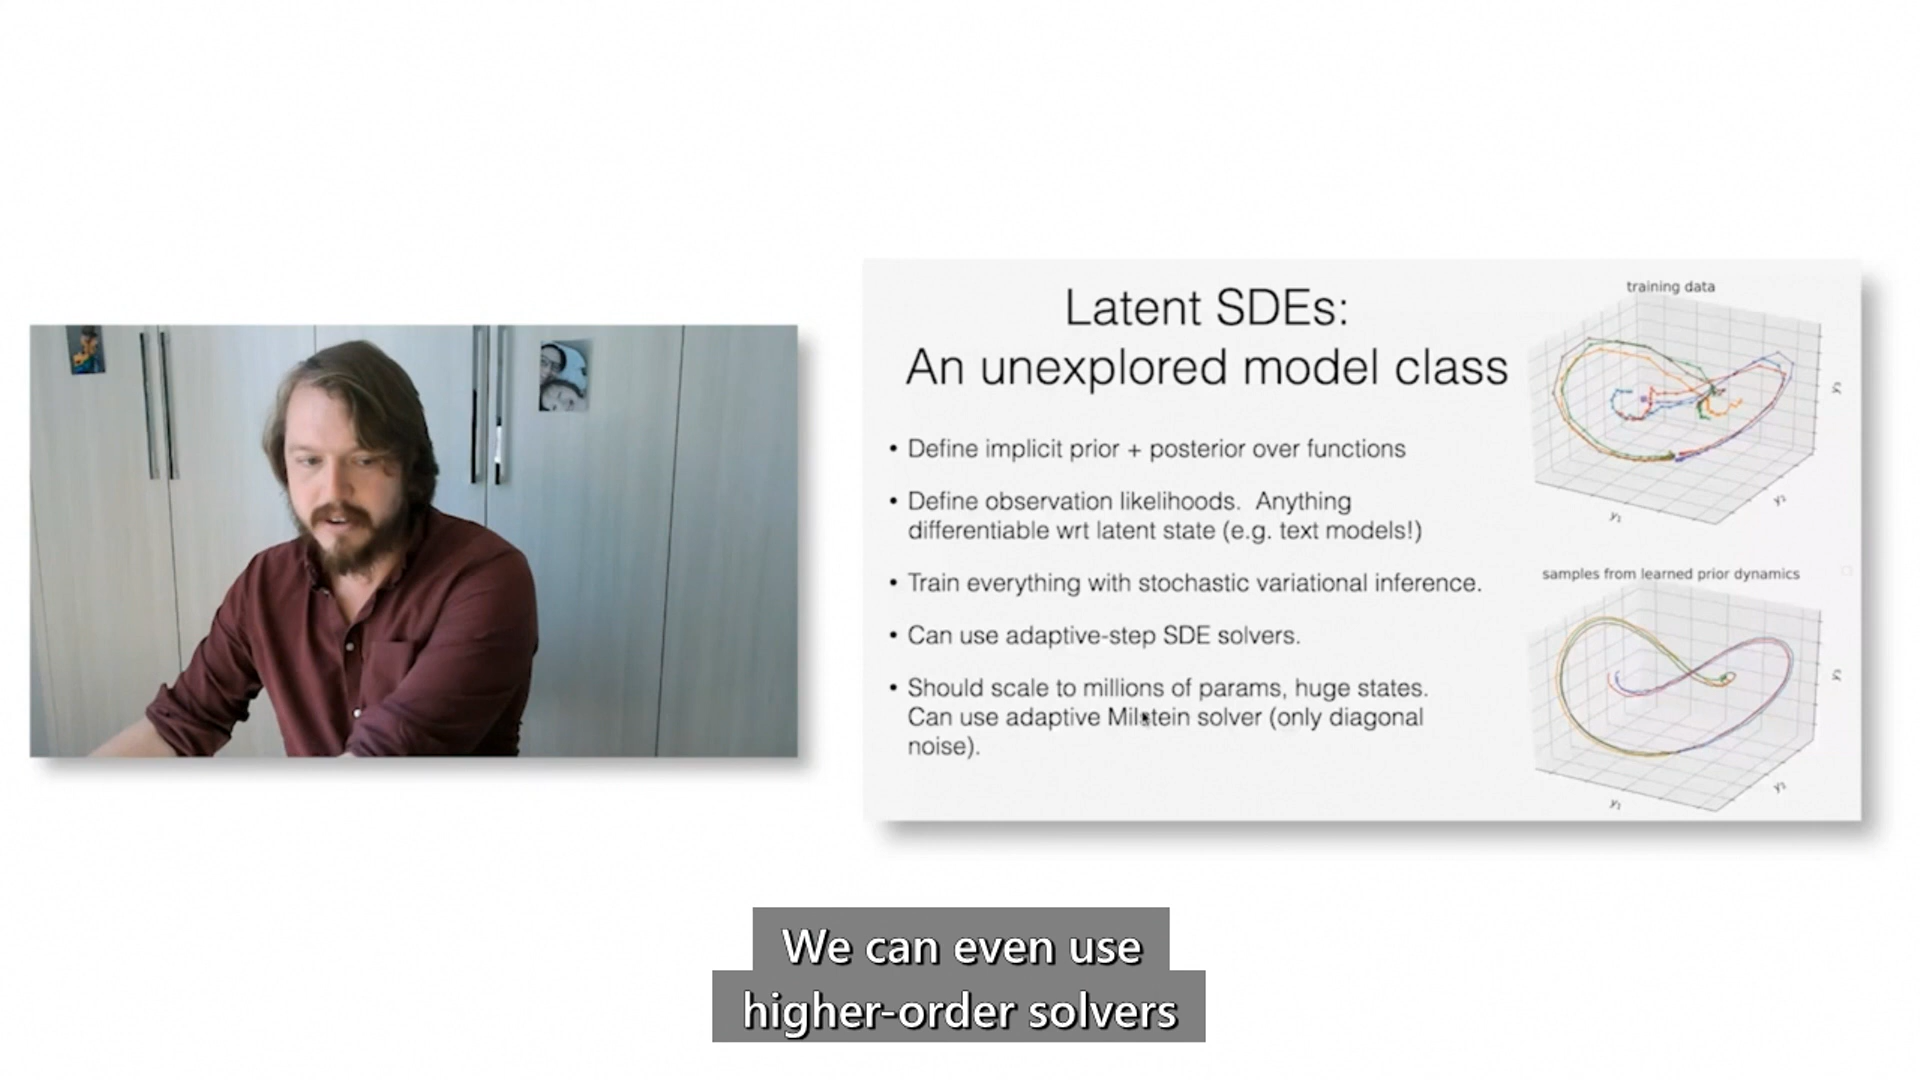 Latent SDEs:
An unexplored model class
• Define implicit prior + posterior over functions
• Define observation likelihoods. Anything
differentiable wrt latent state (e.g. text models!)
• Train everything with stochastic variational inference.
• Can use adaptive-step SDE solvers.
• Should scale to millions of params, huge states.
Can use adaptive Milstein solver (only diagonal
noise).
training data
samples from learned prior dynamics
We can even use
higher-order solvers